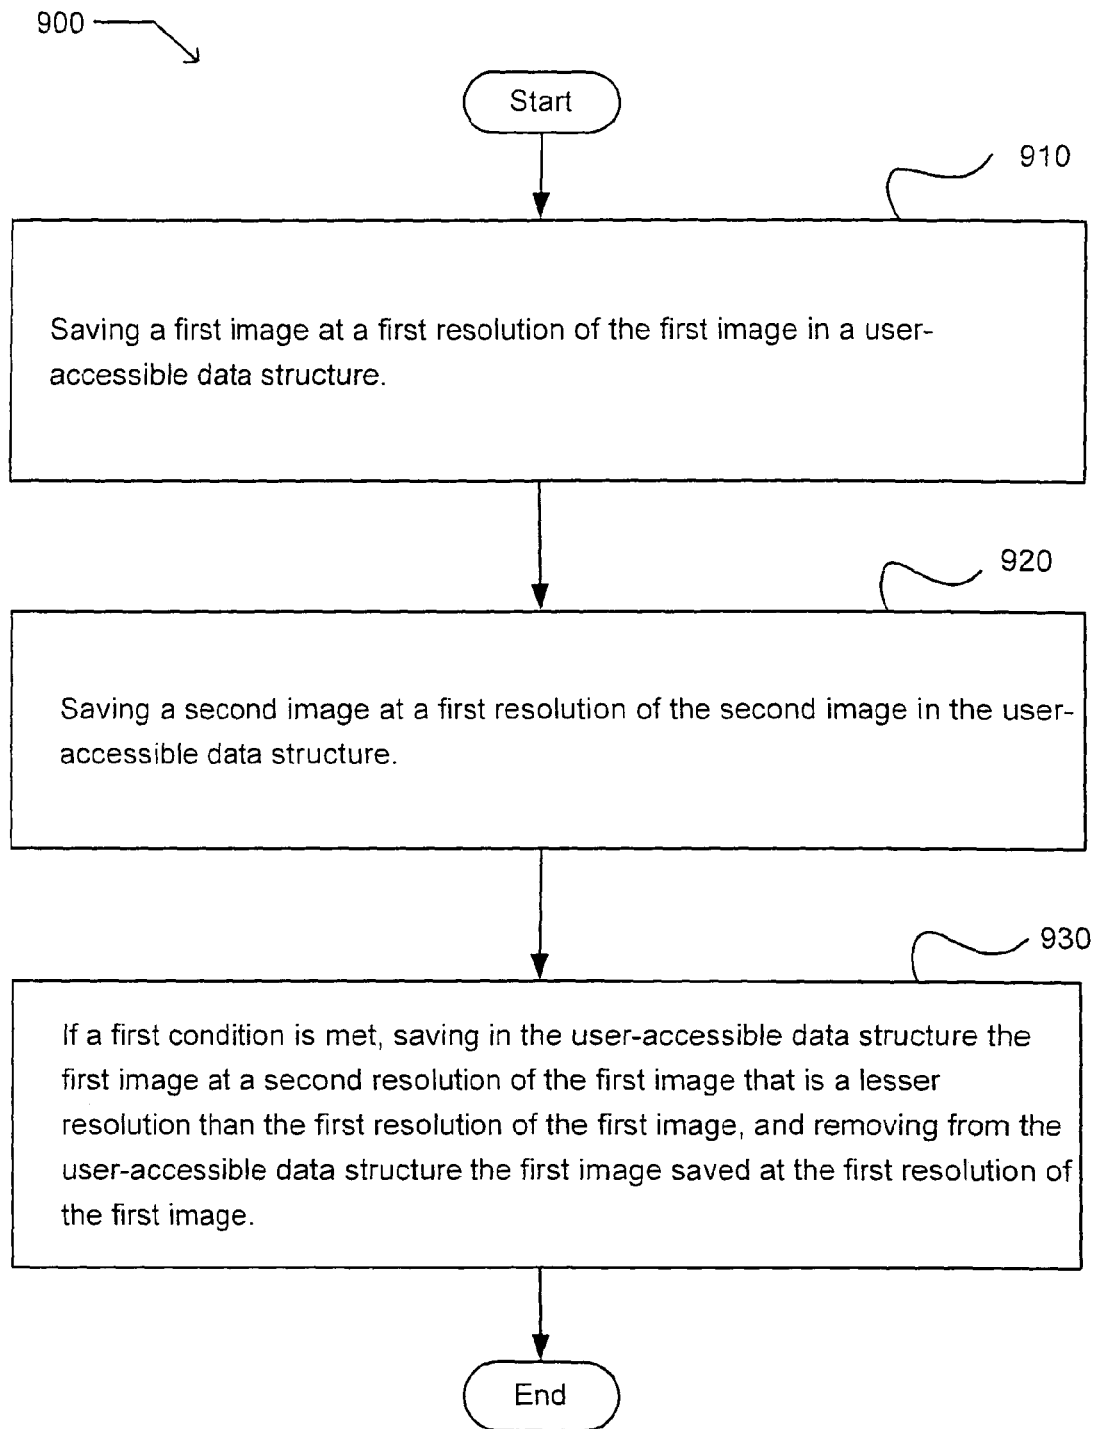 900
Start
910
Saving a first image at a first resolution of the first image in a user-
accessible data structure.
920
Saving a second image at a first resolution of the second image in the user-
accessible data structure.
930
If a first condition is met, saving in the user-accessible data structure the
first image at a second resolution of the first image that is a lesser
resolution than the first resolution of the first image, and removing from the
user-accessible data structure the first image saved at the first resolution of
the first image.
End